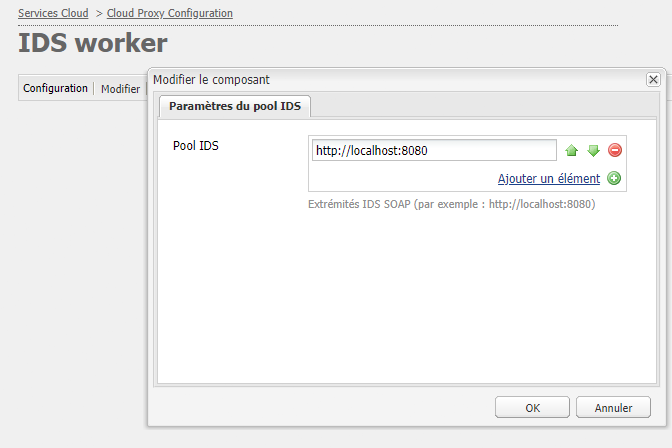 Services Cloud > Cloud Proxy Configuration
IDS worker
Configuration Modifier
Modifier le composant
Paramètres du pool IDS
Pool IDS
http://localhost:8080
Ajouter un élément
Extrémités IDS SOAP (par exemple : http://localhost:8080)
OK Annuler